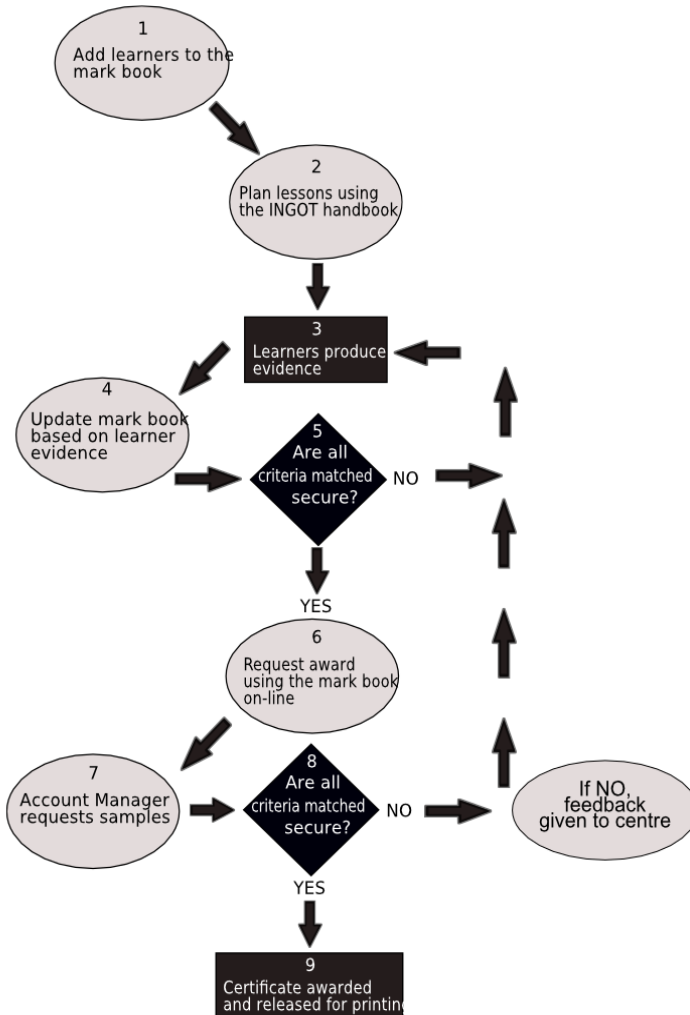 1
Add learners to the
mark book
2
Plan lessons using
the INGOT handbook
3
Learners produce
evidence
4
Update mark book
based on learner
evidence
5
Are all
criteria matched
secure?
NO
YES
6
Request award
using the mark book
on-line
7
Account Manager
requests samples
8
Are all
criteria matched
secure?
NO
If NO,
feedback
given to centre
YES
9
Certificate awarded
and released for printing